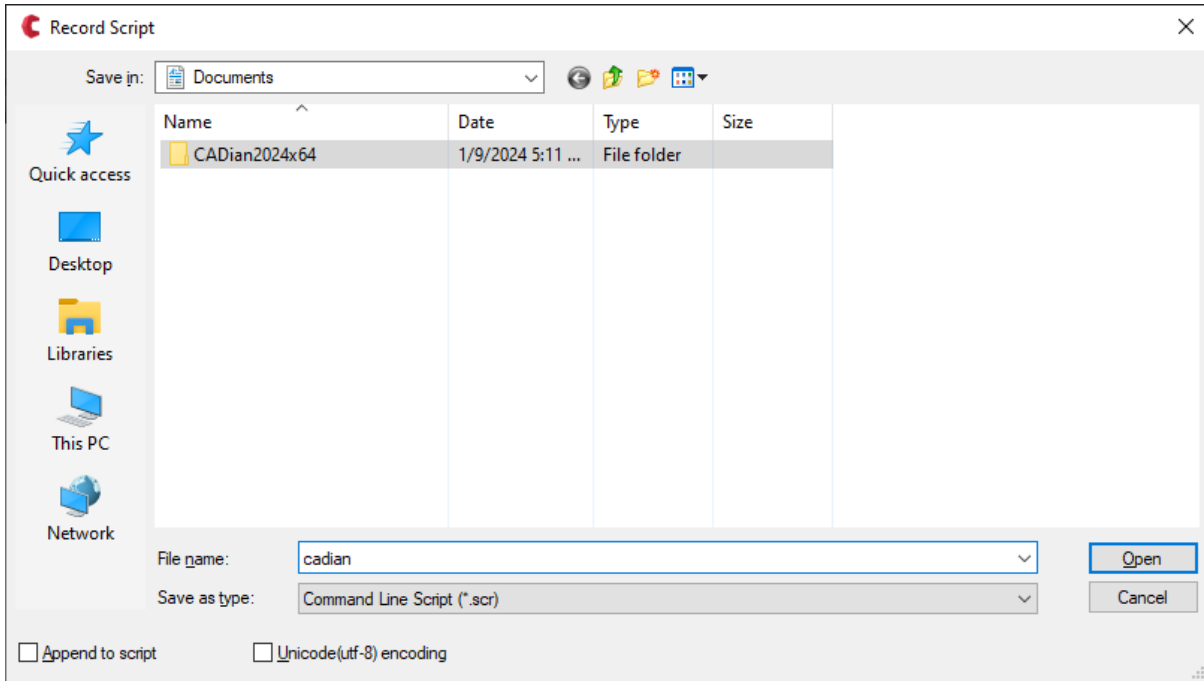 Record Script
Save in: Documents
Name Date Type Size
CADian2024x64 1/9/2024 5:11 ... File folder
Quick access
Desktop
Libraries
This PC
Network
File name: cadian Open
Save as type: Command Line Script (*.scr) Cancel
Append to script Unicode(utf-8) encoding